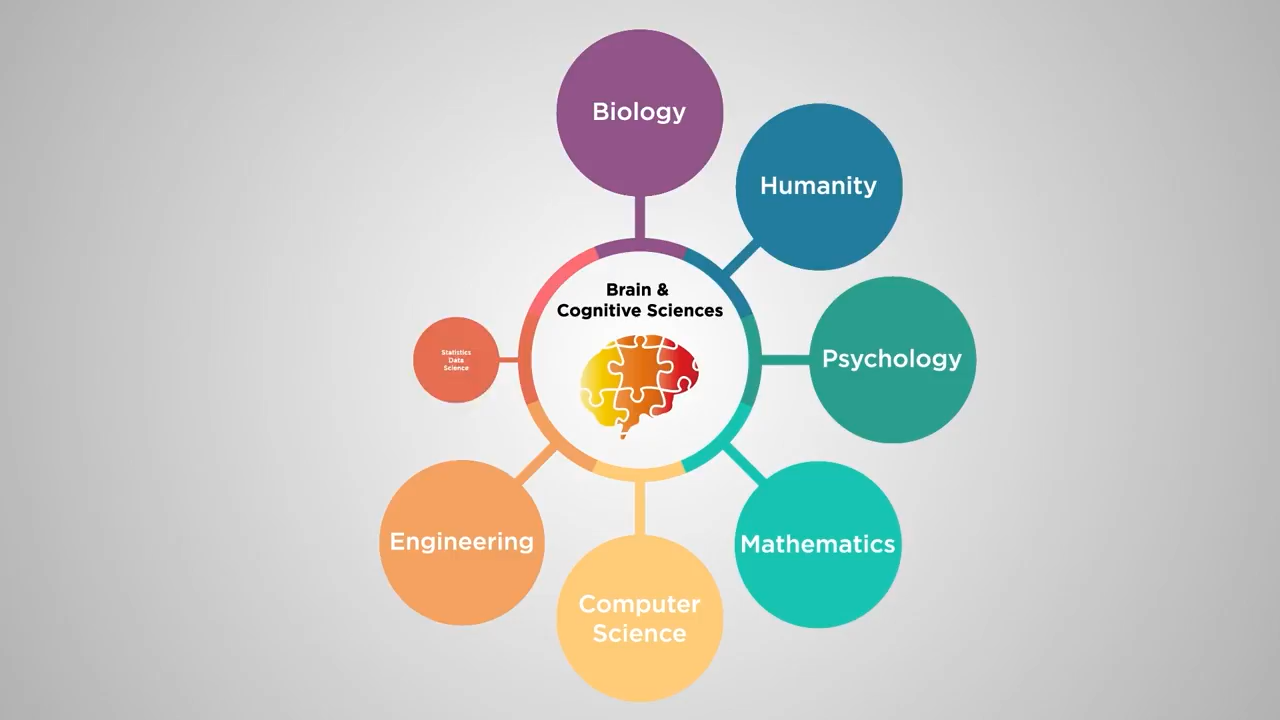 Biology
Humanity
Brain &
Cognitive Sciences
Statistics
Data
Science
Psychology
Engineering
Mathematics
Computer
Science